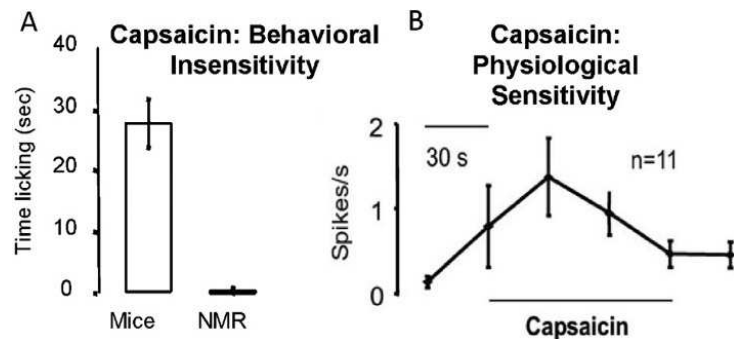 A
Capsaicin: Behavioral
Insensitivity
Time licking (sec)
40
30
20
10
0
Mice
NMR
B
Capsaicin:
Physiological
Sensitivity
Spikes/s
2
1
0
30 s
n=11
Capsaicin